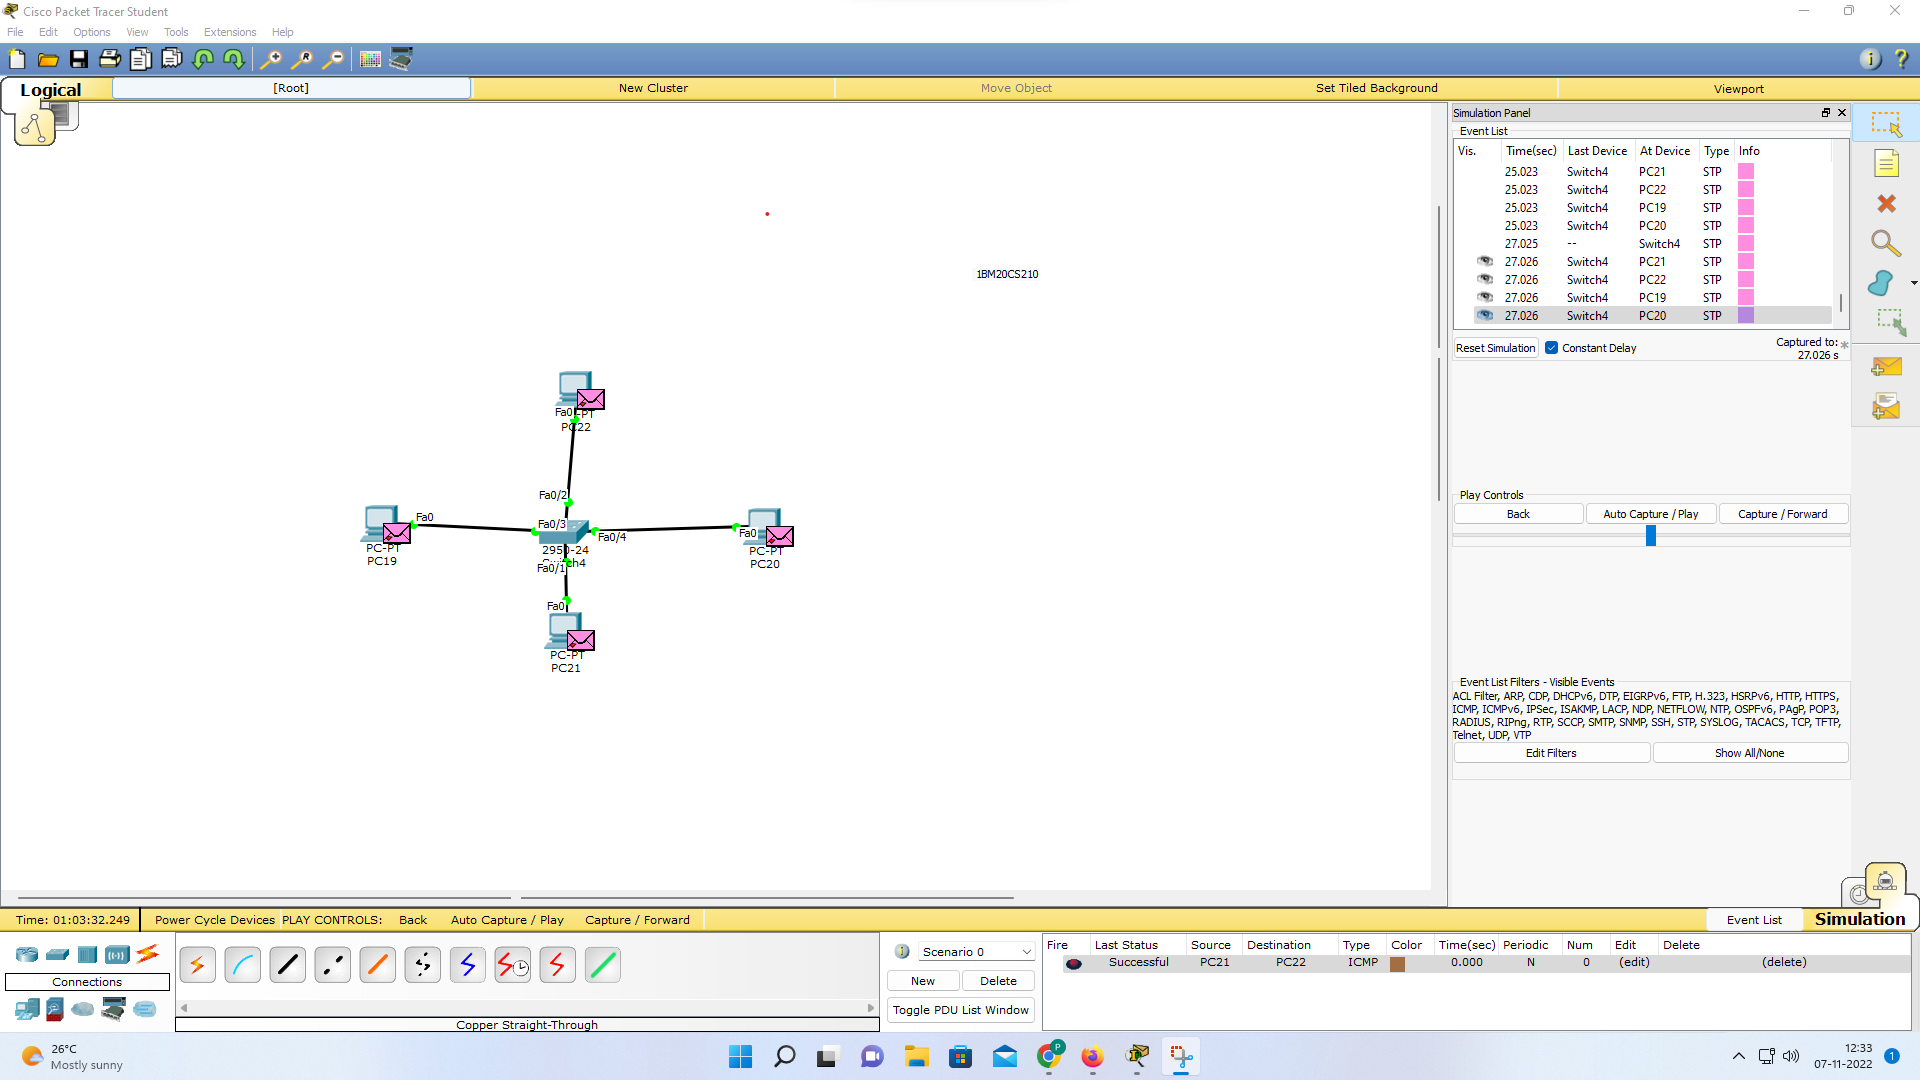 Cisco Packet Tracer Student
File Edit Options View Tools Extensions Help
Logical [Root] New Cluster Move Object Set Tiled Background Viewport
Simulation Panel
Event List
Vis. Time(sec) Last Device At Device Type Info
25.023 Switch4 PC21 STP
25.023 Switch4 PC22 STP
25.023 Switch4 PC19 STP
25.023 Switch4 PC20 STP
27.025 -- Switch4 STP
27.026 Switch4 PC21 STP
27.026 Switch4 PC22 STP
27.026 Switch4 PC19 STP
27.026 Switch4 PC20 STP
Reset Simulation Constant Delay Captured to:
27.026 s
1BM20CS210
Fa0
PC22
Fa0/2
Fa0
PC-PT
PC19
Fa0/3
Fa0/4
2950-24
Fa0/1
Fa0
PC-PT
PC20
Fa0
PC-PT
PC21
Play Controls
Back Auto Capture / Play Capture / Forward
Event List Filters - Visible Events
ACL Filter, ARP, CDP, DHCPv6, DTP, EIGRPv6, FTP, H.323, HSRPv6, HTTP, HTTPS,
ICMP, ICMPv6, IPSec, ISAKMP, LACP, NDP, NETFLOW, NTP, OSPFv6, PAgP, POP3,
RADIUS, RIPng, RTP, SCCP, SMTP, SNMP, SSH, STP, SYSLOG, TACACS, TCP, TFTP,
Telnet, UDP, VTP
Edit Filters Show All/None
Time: 01:03:32.249 Power Cycle Devices PLAY CONTROLS: Back Auto Capture / Play Capture / Forward Event List Simulation
Connections
Copper Straight-Through
Scenario 0
New Delete
Toggle PDU List Window
Fire Last Status Source Destination Type Color Time(sec) Periodic Num Edit Delete
Successful PC21 PC22 ICMP 0.000 N 0 (edit) (delete)
26°C
Mostly sunny
P
12:33
07-11-2022
1